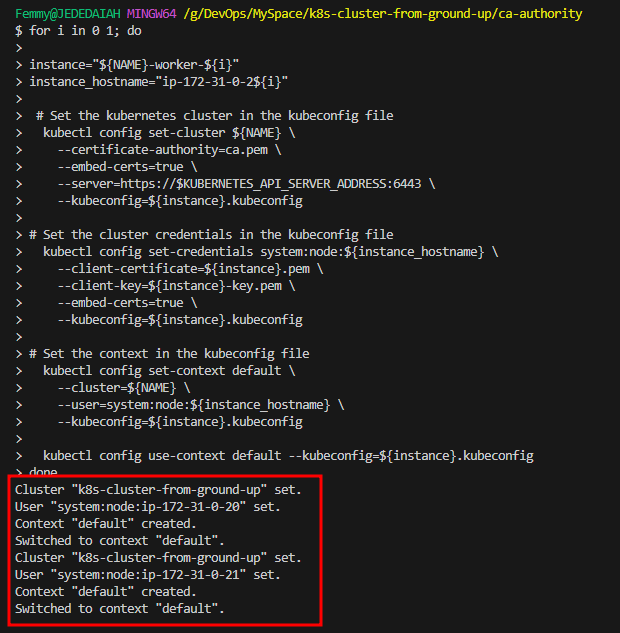 Femmy@JEDEDAIAH MINGW64 /g/DevOps/MySpace/k8s-cluster-from-ground-up/ca-authority
$ for i in 0 1; do
>
> instance="${NAME}-worker-${i}"
> instance_hostname="ip-172-31-0-2${i}"
>
>  # Set the kubernetes cluster in the kubeconfig file
>   kubectl config set-cluster ${NAME} \
>     --certificate-authority=ca.pem \
>     --embed-certs=true \
>     --server=https://$KUBERNETES_API_SERVER_ADDRESS:6443 \
>     --kubeconfig=${instance}.kubeconfig
>
> # Set the cluster credentials in the kubeconfig file
>   kubectl config set-credentials system:node:${instance_hostname} \
>     --client-certificate=${instance}.pem \
>     --client-key=${instance}-key.pem \
>     --embed-certs=true \
>     --kubeconfig=${instance}.kubeconfig
>
> # Set the context in the kubeconfig file
>   kubectl config set-context default \
>     --cluster=${NAME} \
>     --user=system:node:${instance_hostname} \
>     --kubeconfig=${instance}.kubeconfig
>
>   kubectl config use-context default --kubeconfig=${instance}.kubeconfig
> done
Cluster "k8s-cluster-from-ground-up" set.
User "system:node:ip-172-31-0-20" set.
Context "default" created.
Switched to context "default".
Cluster "k8s-cluster-from-ground-up" set.
User "system:node:ip-172-31-0-21" set.
Context "default" created.
Switched to context "default".